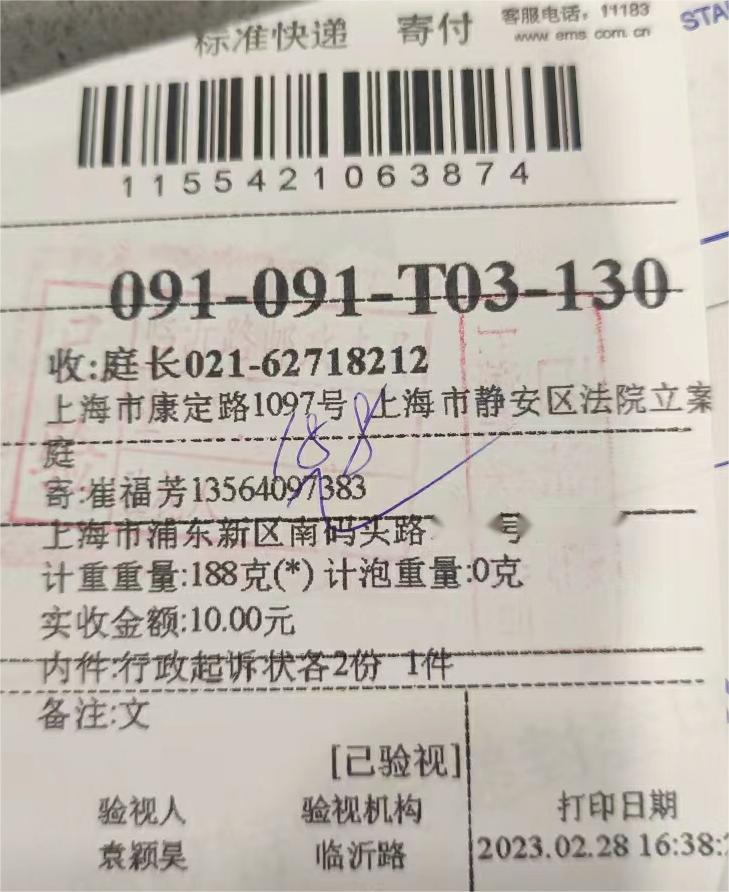 标准快递 寄付
客服电话:11183
www.ems.com.cn
STA
1155421063874
091-091-T03-130
收:庭长021-62718212
上海市康定路1097号 上海市静安区法院立案
庭
188
寄:崔福芳13564097383
上海市浦东新区南码头路 号
计重重量:188克(*) 计泡重量:0克
实收金额:10.00元
内件:行政起诉状各2份 1件
备注:文
[已验视]
验视人 验视机构 打印日期
袁颖昊 临沂路 2023.02.28 16:38: